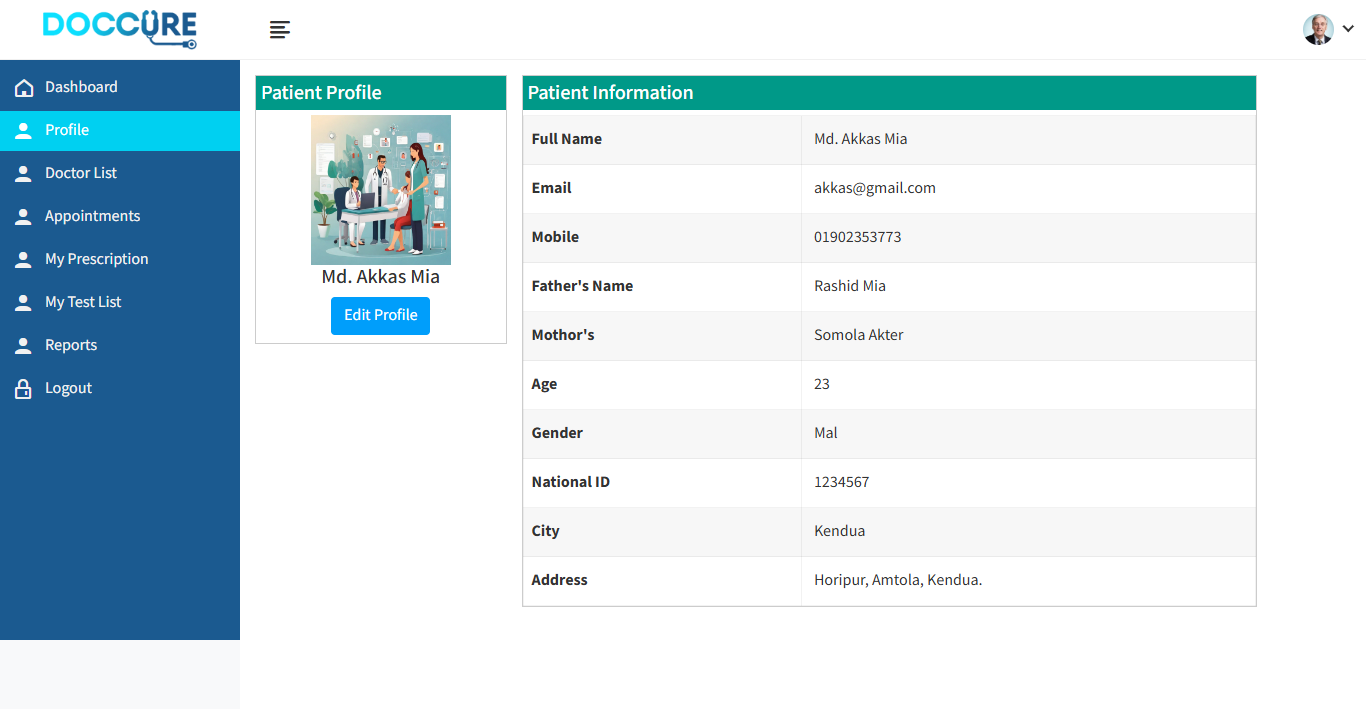 DOCCURE
Dashboard
Profile
Doctor List
Appointments
My Prescription
My Test List
Reports
Logout
Patient Profile
Md. Akkas Mia
Edit Profile
Patient Information
Full Name Md. Akkas Mia
Email akkas@gmail.com
Mobile 01902353773
Father's Name Rashid Mia
Mothor's Somola Akter
Age 23
Gender Mal
National ID 1234567
City Kendua
Address Horipur, Amtola, Kendua.